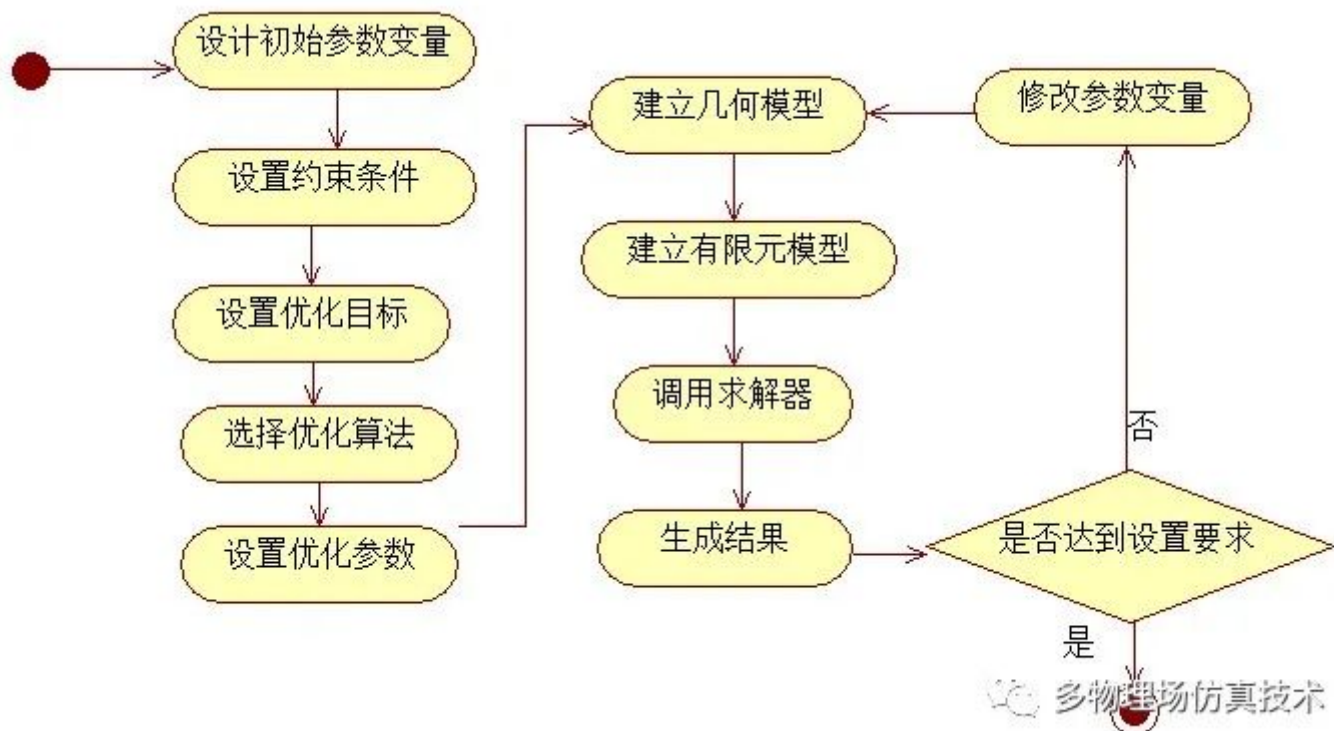 设计初始参数变量
设置约束条件
设置优化目标
选择优化算法
设置优化参数
建立几何模型
建立有限元模型
调用求解器
生成结果
修改参数变量
否
是否达到设置要求
是
多物理场仿真技术